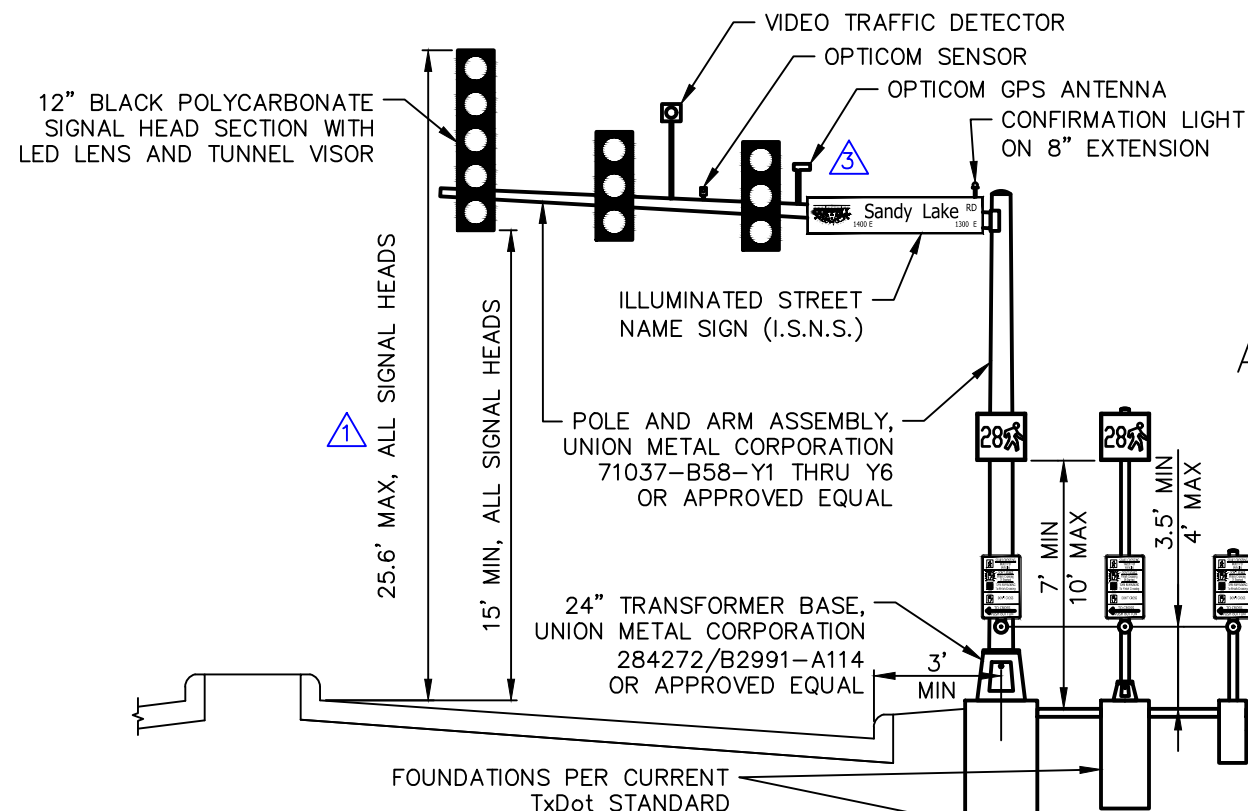 VIDEO TRAFFIC DETECTOR
OPTICOM SENSOR
OPTICOM GPS ANTENNA
CONFIRMATION LIGHT
ON 8" EXTENSION
12" BLACK POLYCARBONATE
SIGNAL HEAD SECTION WITH
LED LENS AND TUNNEL VISOR
3
Sandy Lake RD
1400 E 1300 E
ILLUMINATED STREET
NAME SIGN (I.S.N.S.)
25.6' MAX, ALL SIGNAL HEADS
15' MIN, ALL SIGNAL HEADS
1
POLE AND ARM ASSEMBLY,
UNION METAL CORPORATION
71037-B58-Y1 THRU Y6
OR APPROVED EQUAL
28
28
7' MIN
10' MAX
3.5' MIN
4' MAX
24" TRANSFORMER BASE,
UNION METAL CORPORATION
284272/B2991-A114
OR APPROVED EQUAL
3'
MIN
FOUNDATIONS PER CURRENT
TxDot STANDARD